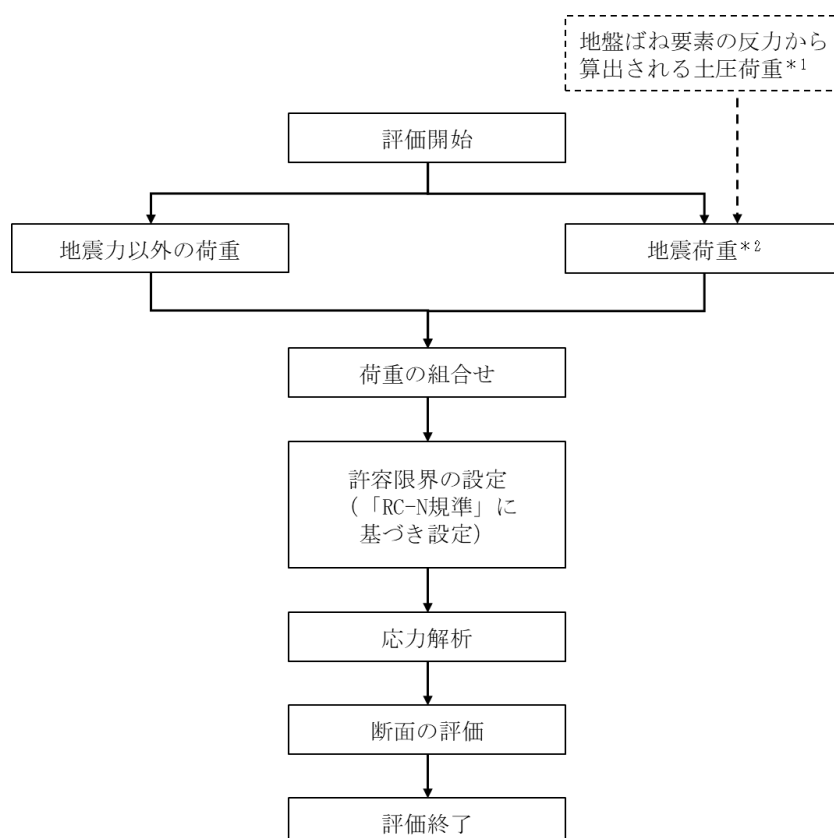 地盤ばね要素の反力から
算出される土圧荷重*1
評価開始
地震力以外の荷重
地震荷重*2
荷重の組合せ
許容限界の設定
(「RC-N規準」に
基づき設定)
応力解析
断面の評価
評価終了